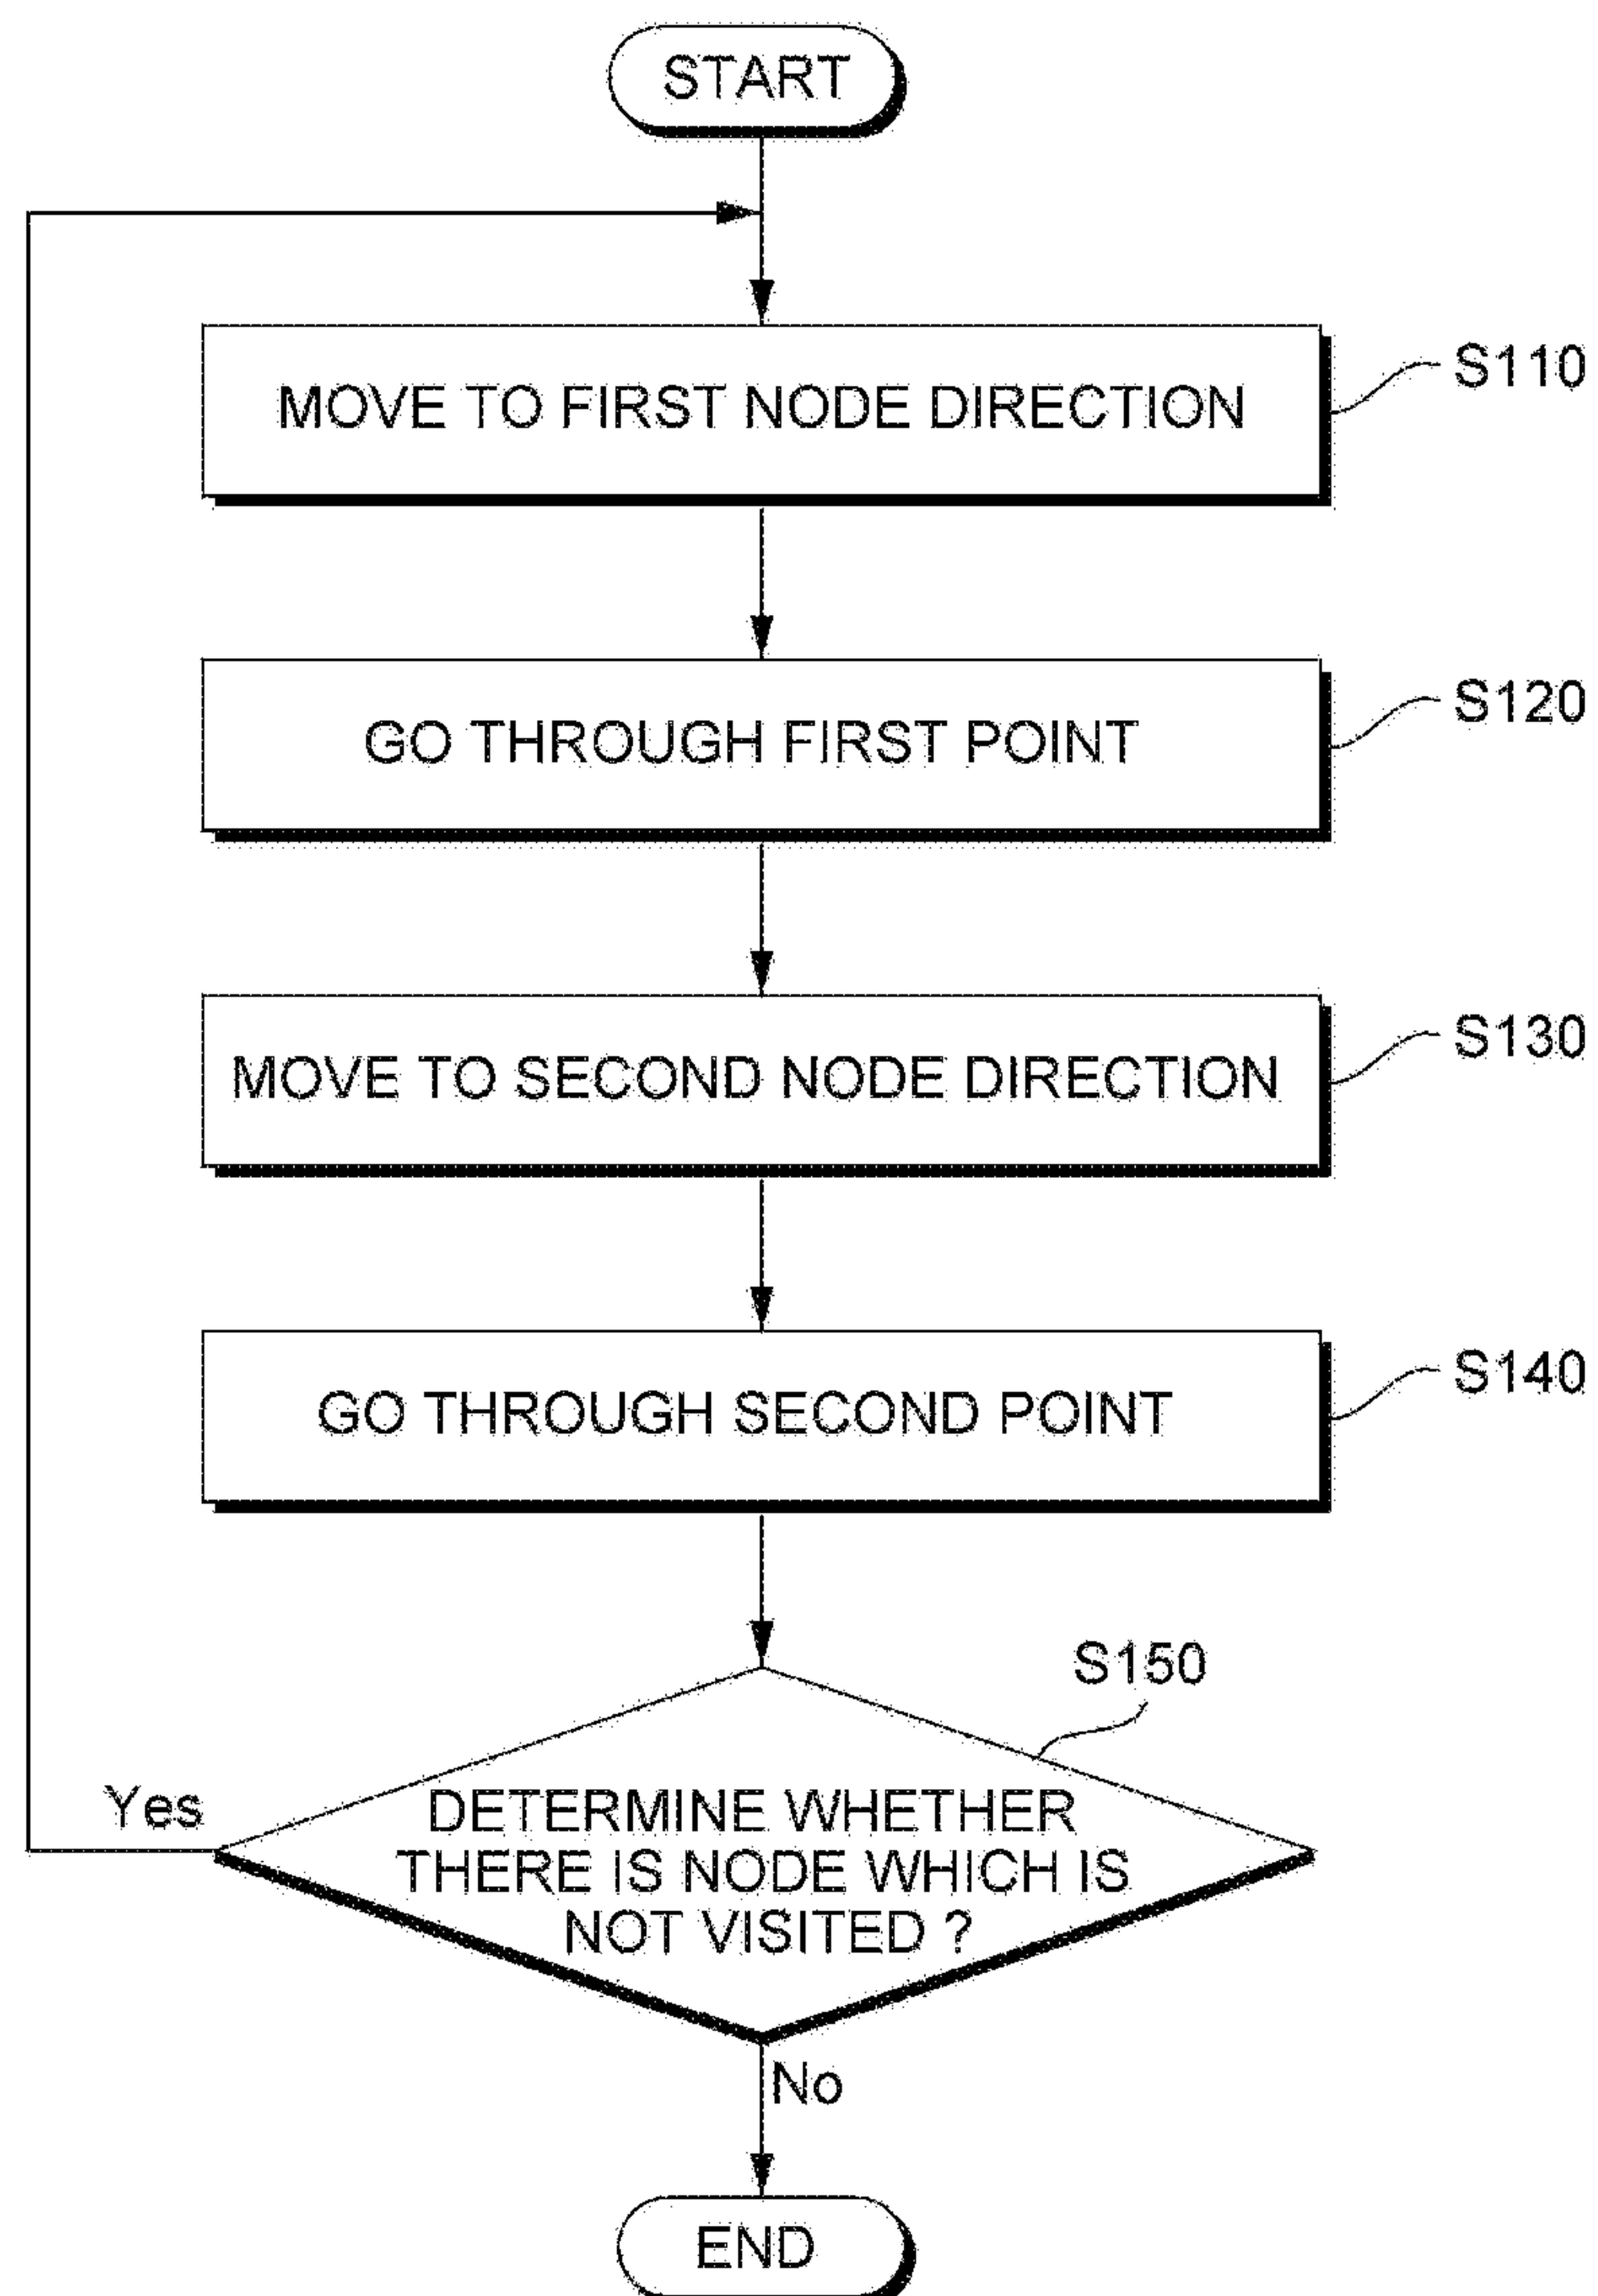 START
MOVE TO FIRST NODE DIRECTION
S110
GO THROUGH FIRST POINT
S120
MOVE TO SECOND NODE DIRECTION
S130
GO THROUGH SECOND POINT
S140
S150
Yes
DETERMINE WHETHER
THERE IS NODE WHICH IS
NOT VISITED ?
No
END